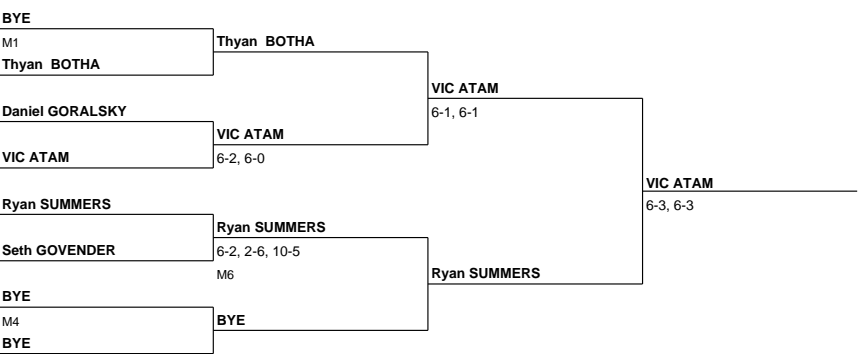 BYE
M1
Thyan BOTHA
Thyan BOTHA
Daniel GORALSKY
VIC ATAM
VIC ATAM
6-2, 6-0
VIC ATAM
6-1, 6-1
Ryan SUMMERS
Seth GOVENDER
Ryan SUMMERS
6-2, 2-6, 10-5
M6
BYE
M4
BYE
BYE
Ryan SUMMERS
VIC ATAM
6-3, 6-3